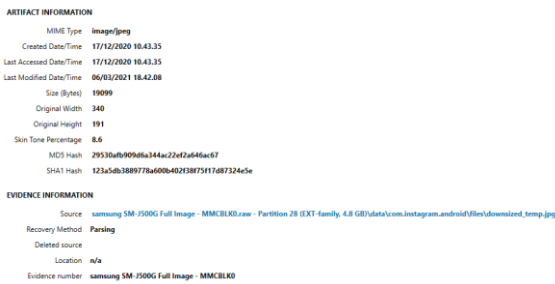 ARTIFACT INFORMATION
MIME Type image/jpeg
Created Date/Time 17/12/2020 10.43.35
Last Accessed Date/Time 17/12/2020 10.43.35
Last Modified Date/Time 06/03/2021 18.42.08
Size (Bytes) 19099
Original Width 340
Original Height 191
Skin Tone Percentage 8.6
MD5 Hash 29530afb909d6a344ac22ef2a646ac67
SHA1 Hash 123a5db3889778a600b402f38f75f17d87324e5e
EVIDENCE INFORMATION
Source samsung SM-J500G Full Image - MMCBLK0.raw - Partition 28 (EXT-family, 4.8 GB)\data\com.instagram.android\files\downsized_temp.jpg
Recovery Method Parsing
Deleted source
Location n/a
Evidence number samsung SM-J500G Full Image - MMCBLK0